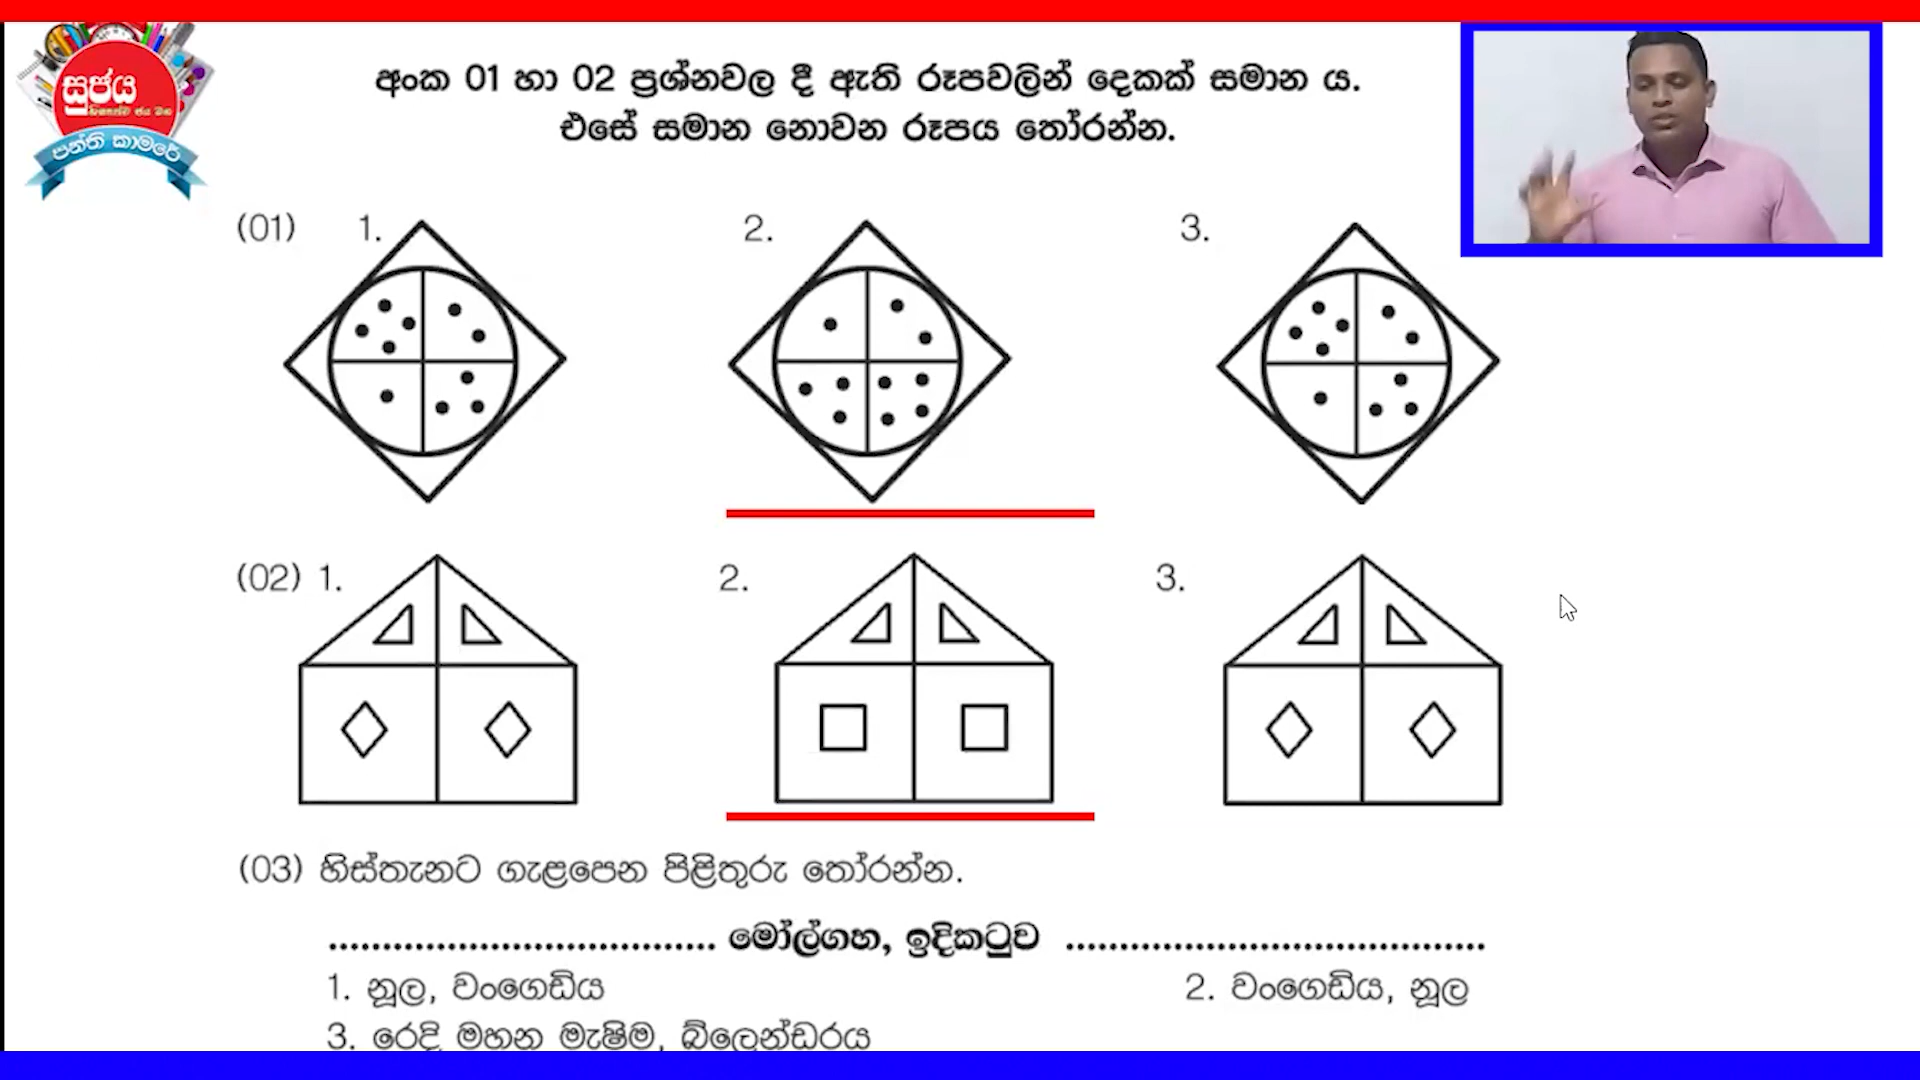 සුජය
පන්ති කාමරේ
අංක 01 හා 02 ප්‍රශ්නවල දී ඇති රූපවලින් දෙකක් සමාන ය.
එසේ සමාන නොවන රූපය තෝරන්න.
(01) 1. 2. 3.
(02) 1. 2. 3.
(03) හිස්තැනට ගැළපෙන පිළිතුරු තෝරන්න.
................................... මෝල්ගහ, ඉදිකටුව ......................................
1. නූල, වංගෙඩිය 2. වංගෙඩිය, නූල
3. රෙදි මහන මැෂිම, බ්ලෙන්ඩරය